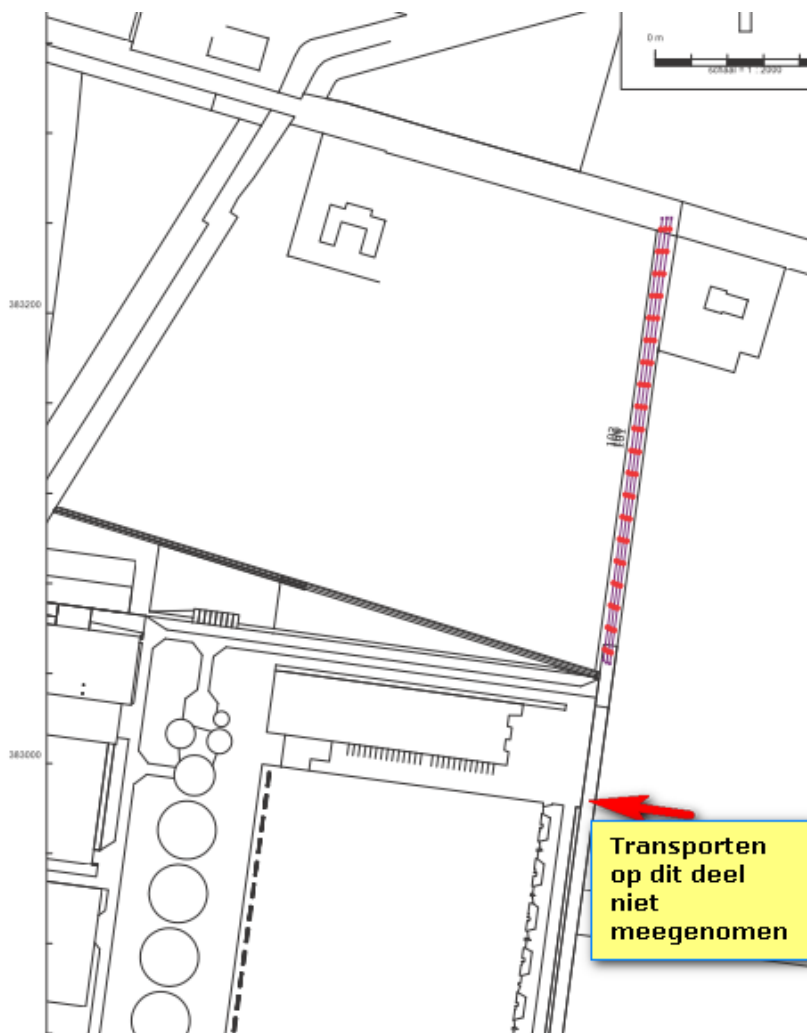 0 m
schaal = 1 : 2000
383200
383000
Transporten
op dit deel
niet
meegenomen